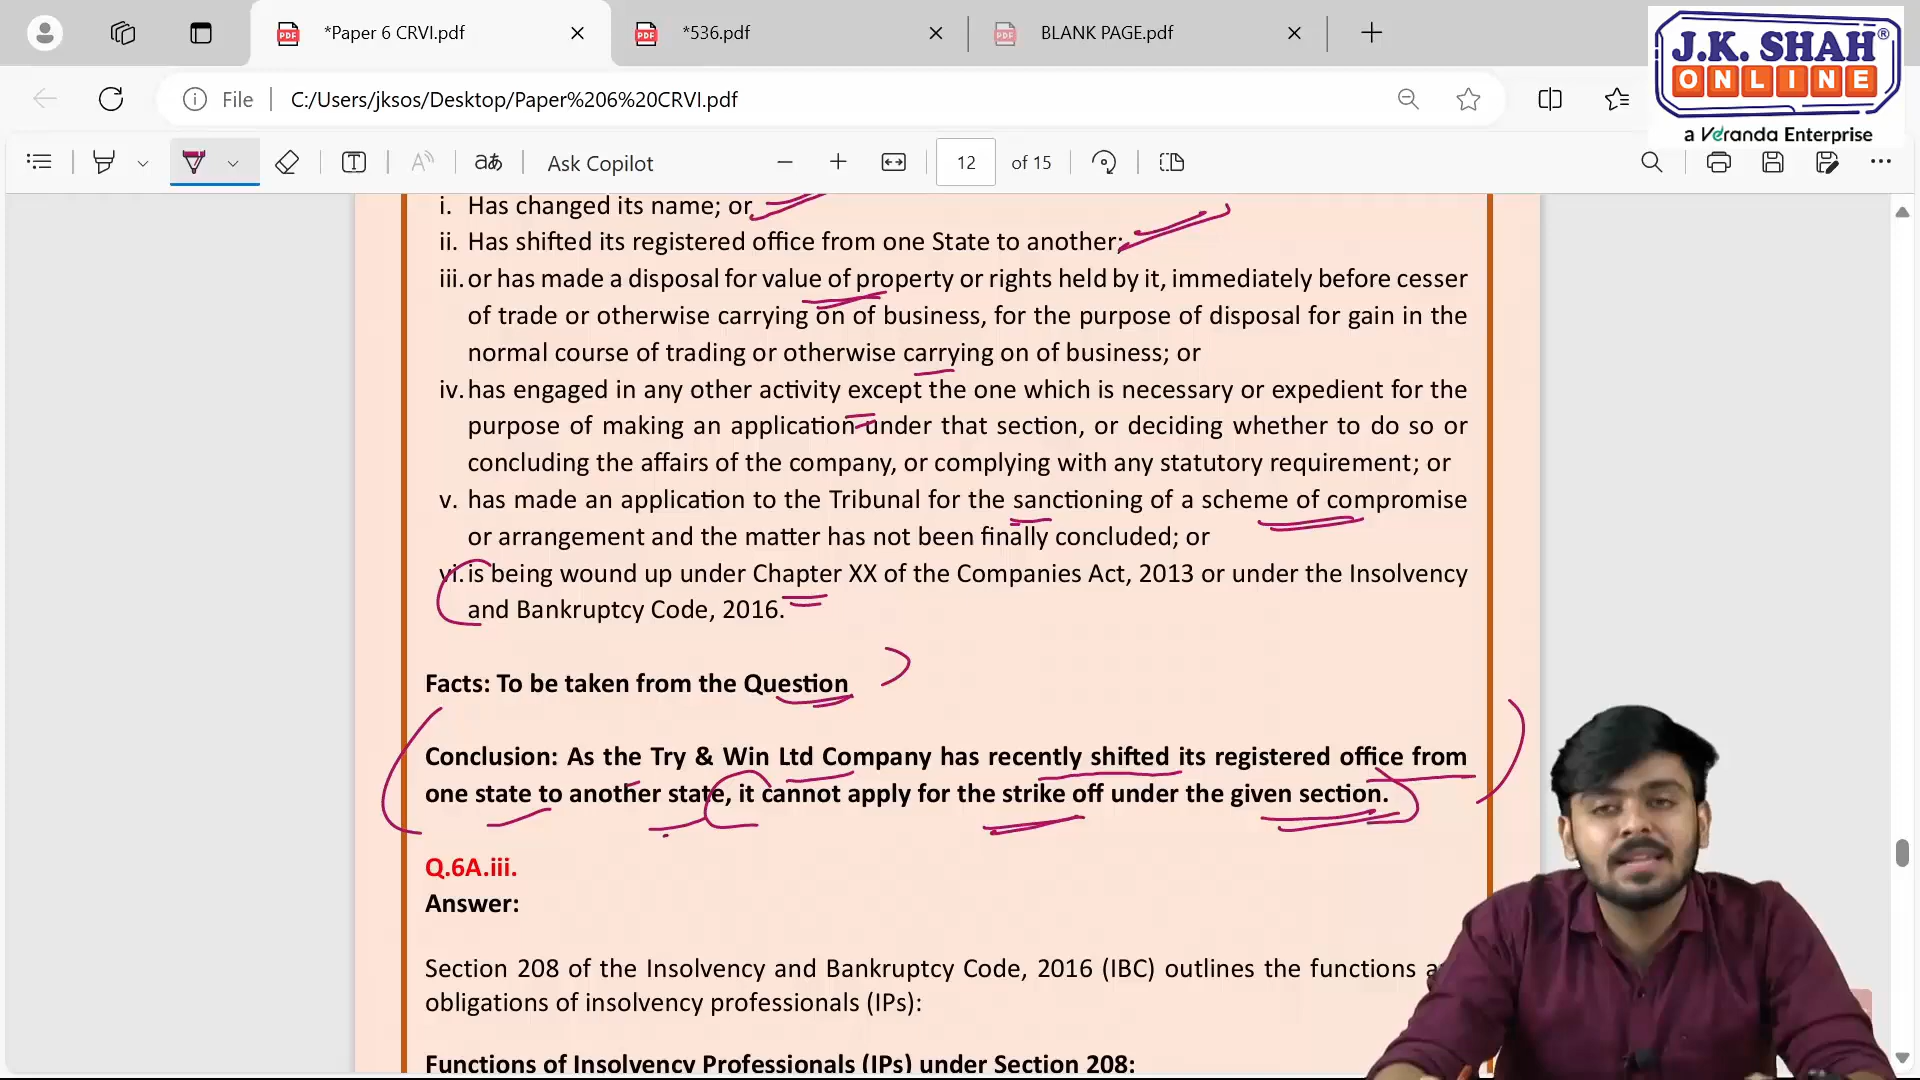 *Paper 6 CRVI.pdf
*536.pdf
BLANK PAGE.pdf
J.K. SHAH®
ONLINE
a Veranda Enterprise
File
C:/Users/jksos/Desktop/Paper%206%20CRVI.pdf
Ask Copilot
12
of 15
i. Has changed its name; or
ii. Has shifted its registered office from one State to another;
iii. or has made a disposal for value of property or rights held by it, immediately before cesser
of trade or otherwise carrying on of business, for the purpose of disposal for gain in the
normal course of trading or otherwise carrying on of business; or
iv. has engaged in any other activity except the one which is necessary or expedient for the
purpose of making an application under that section, or deciding whether to do so or
concluding the affairs of the company, or complying with any statutory requirement; or
v. has made an application to the Tribunal for the sanctioning of a scheme of compromise
or arrangement and the matter has not been finally concluded; or
vi. is being wound up under Chapter XX of the Companies Act, 2013 or under the Insolvency
and Bankruptcy Code, 2016.
Facts: To be taken from the Question
Conclusion: As the Try & Win Ltd Company has recently shifted its registered office from
one state to another state, it cannot apply for the strike off under the given section.
Q.6A.iii.
Answer:
Section 208 of the Insolvency and Bankruptcy Code, 2016 (IBC) outlines the functions
obligations of insolvency professionals (IPs):
Functions of Insolvency Professionals (IPs) under Section 208: